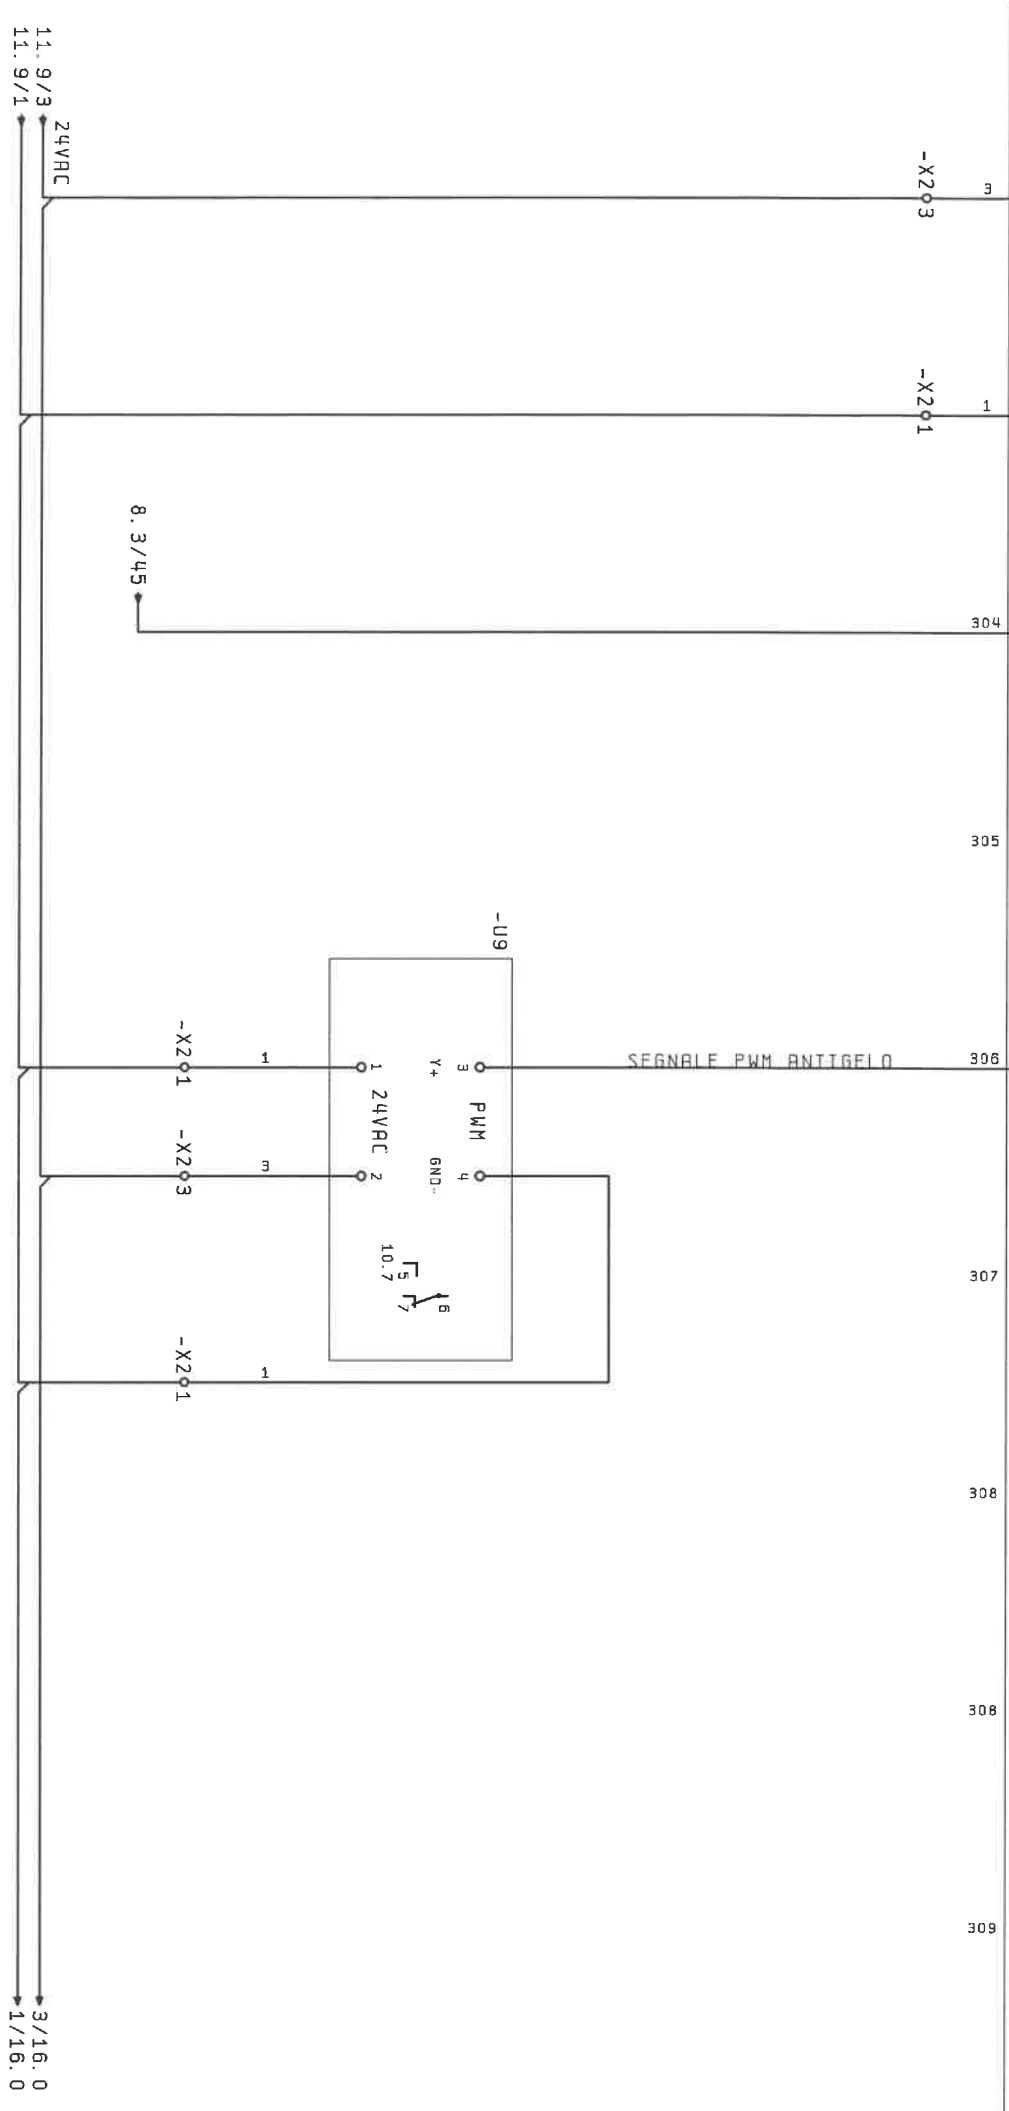 11.9/3
11.9/1
24VAC
-X2
3
3
-X2
1
1
8.3/45
304
305
-U9
-X2
1
1
1
24VAC
Y+
3
PWM
SEGNALE PWM ANTIGELO
306
-X2
3
3
2
GND-
4
10.7
5
7
6
307
-X2
1
1
308
308
309
3/16.0
1/16.0